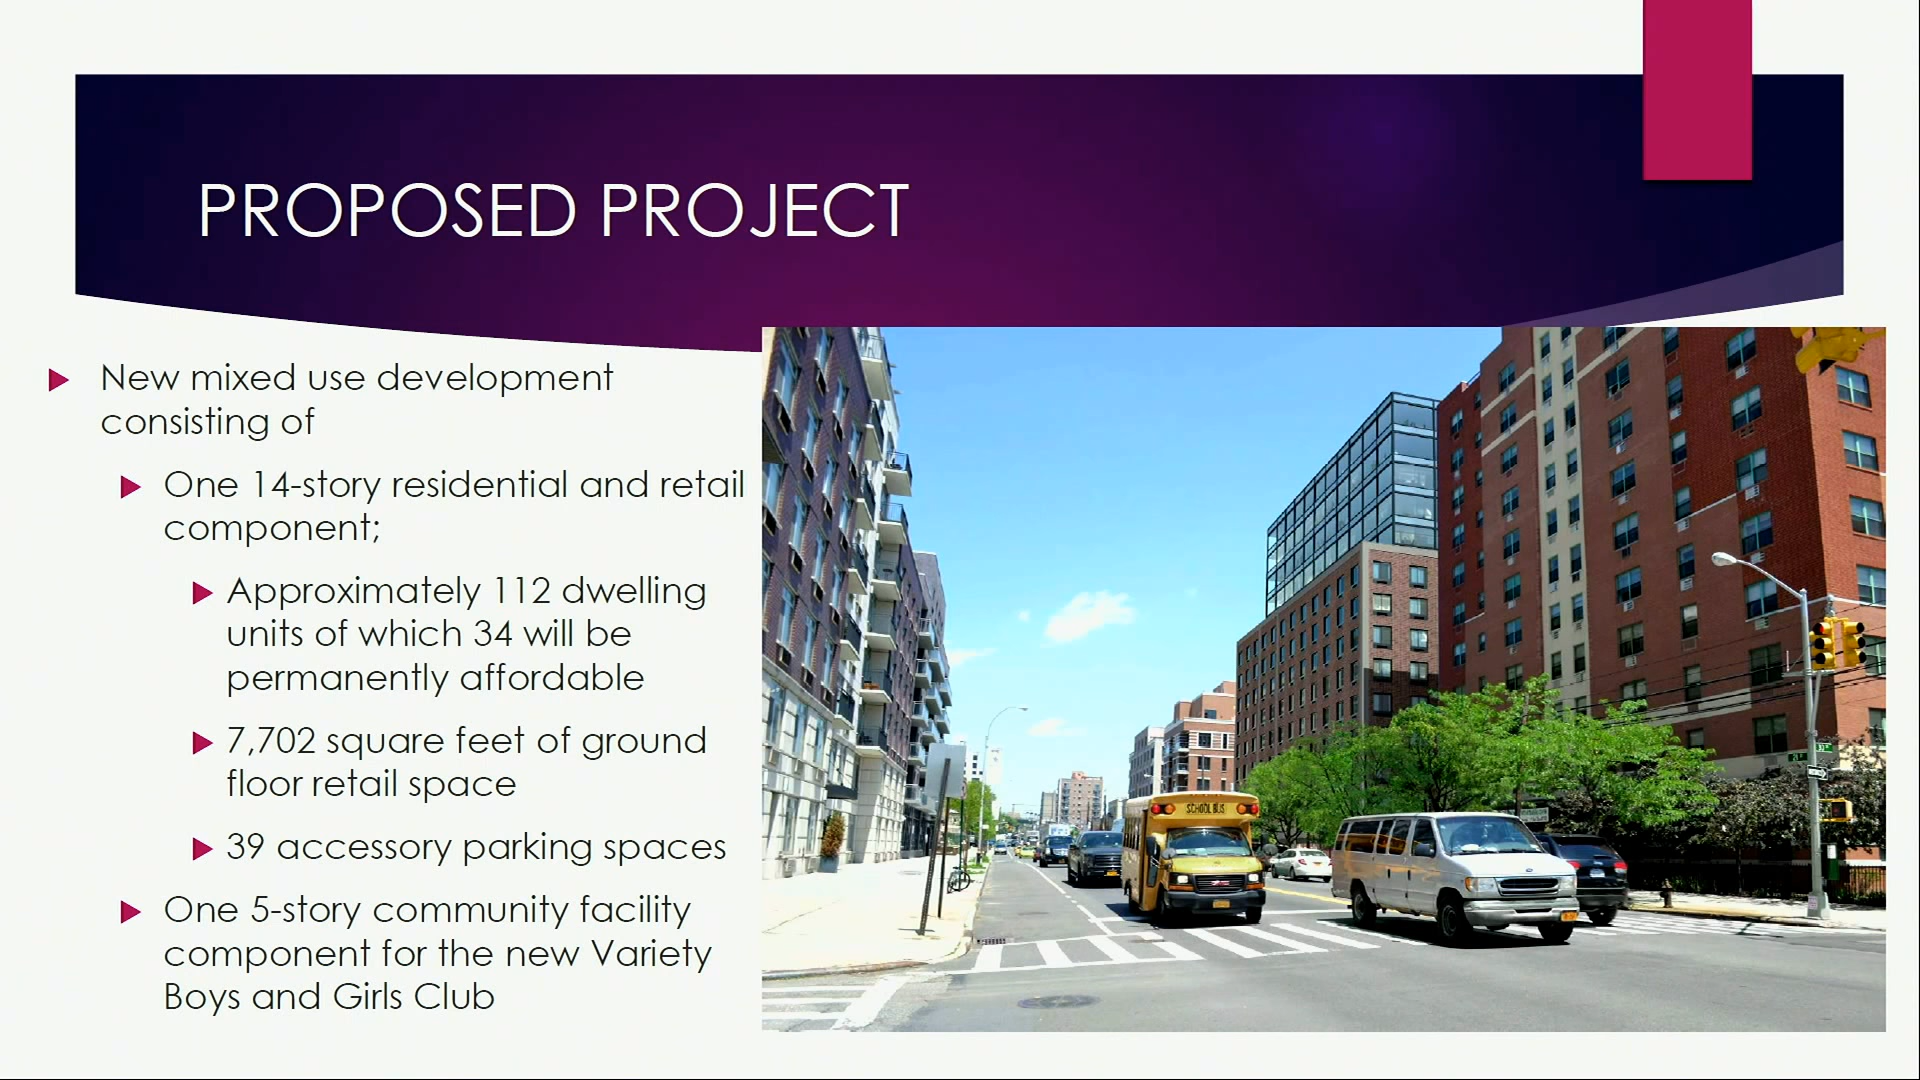 PROPOSED PROJECT
New mixed use development
consisting of
One 14-story residential and retail
component;
Approximately 112 dwelling
units of which 34 will be
permanently affordable
7,702 square feet of ground
floor retail space
39 accessory parking spaces
One 5-story community facility
component for the new Variety
Boys and Girls Club
SCHOOL BUS